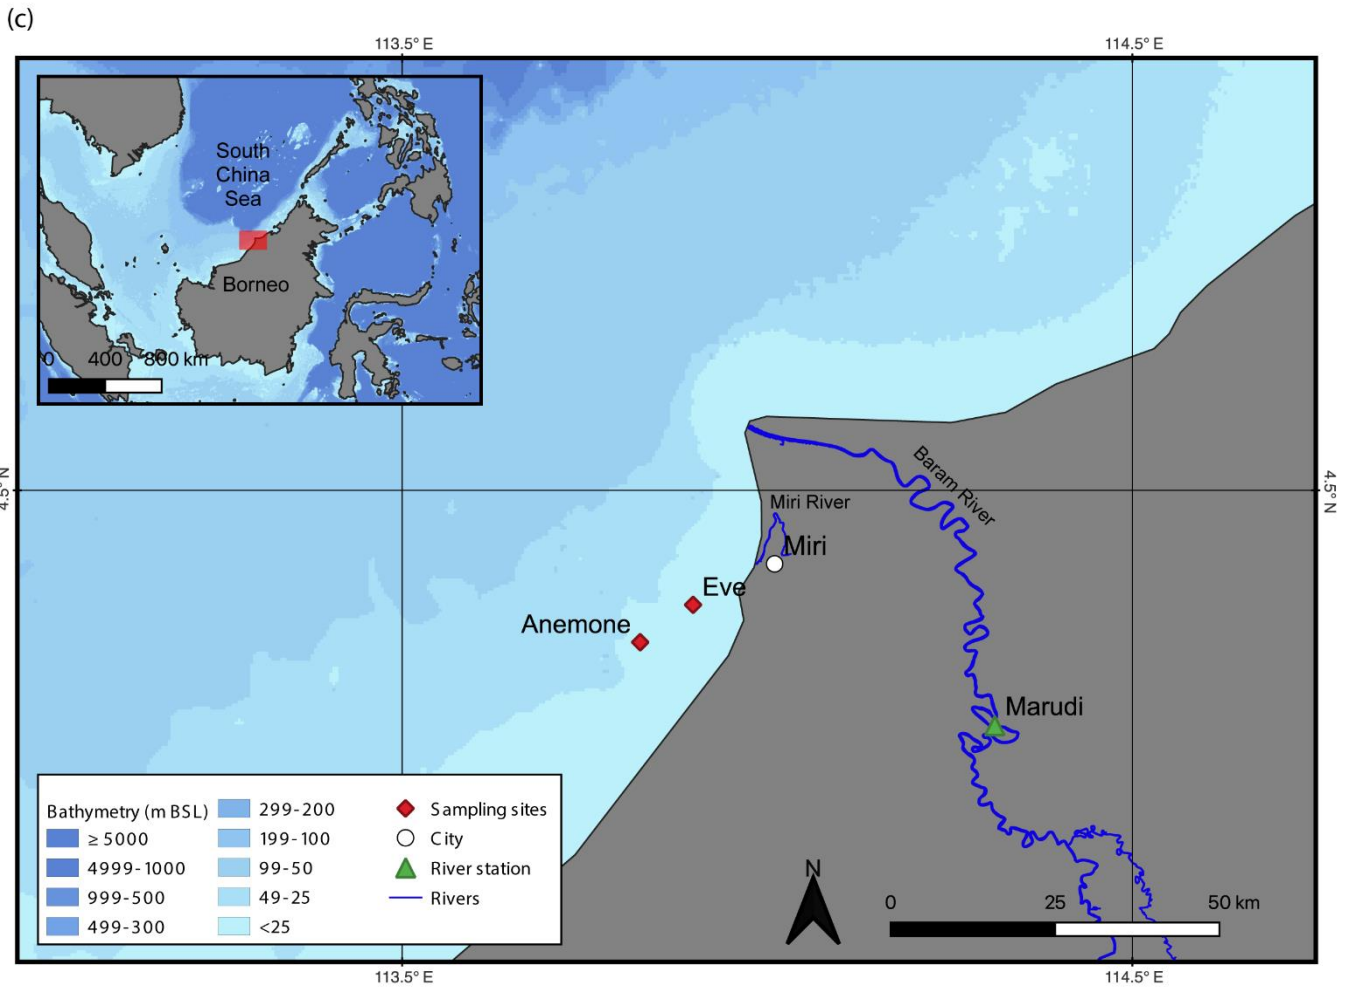 (c)
113.5° E
114.5° E
South
China
Sea
Borneo
0 400 800 km
4.5° N
4.5° N
Baram River
Miri River
Miri
Eve
Anemone
Marudi
Bathymetry (m BSL)
≥ 5000
4999-1000
999-500
499-300
299-200
199-100
99-50
49-25
<25
Sampling sites
City
River station
Rivers
N
0 25 50 km
113.5° E
114.5° E